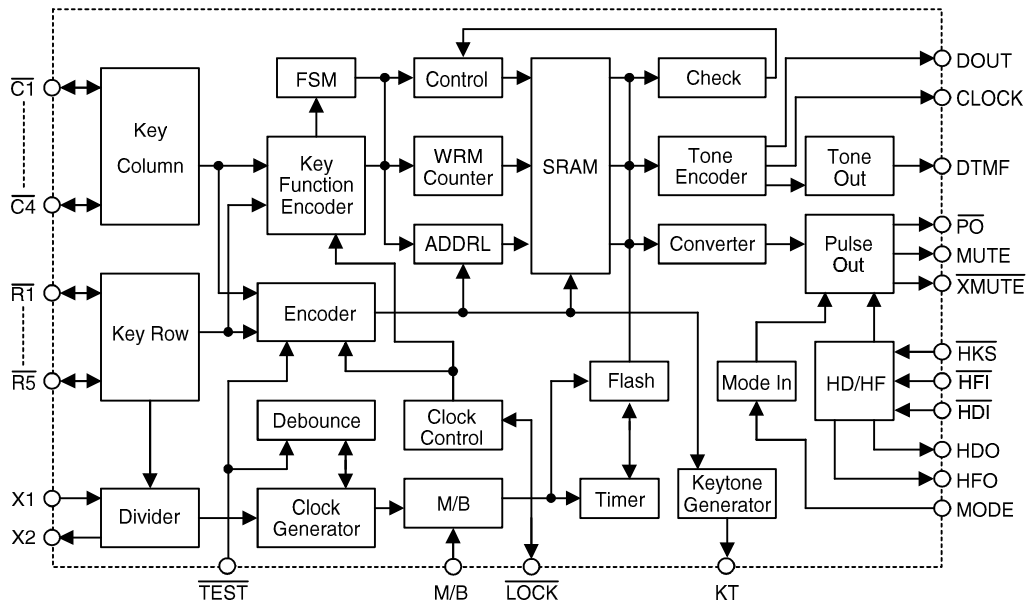 C1
C4
R1
R5
X1
X2
Key
Column
Key Row
Divider
FSM
Key
Function
Encoder
Encoder
Debounce
Clock
Generator
Control
WRM
Counter
ADDRL
Clock
Control
M/B
SRAM
Flash
Timer
Check
Tone
Encoder
Converter
Tone
Out
Pulse
Out
Mode In
HD/HF
Keytone
Generator
DOUT
CLOCK
DTMF
PO
MUTE
XMUTE
HKS
HFI
HDI
HDO
HFO
MODE
TEST
M/B
LOCK
KT